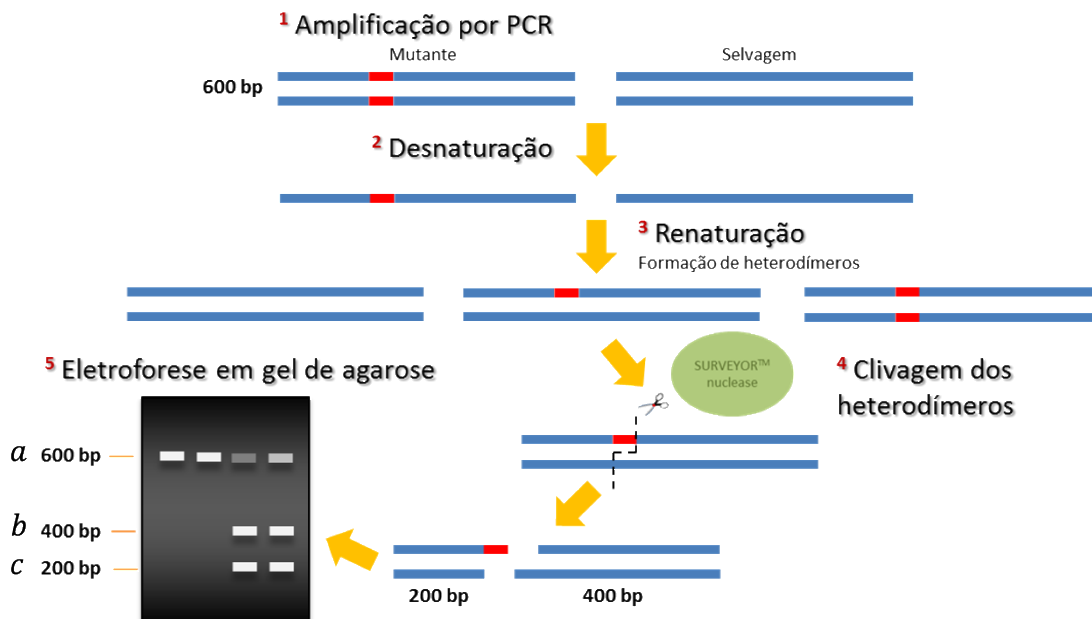 1 Amplificação por PCR
Mutante
Selvagem
600 bp
2 Desnaturação
3 Renaturação
Formação de heterodímeros
SURVEYOR™
nuclease
4 Clivagem dos
heterodímeros
5 Eletroforese em gel de agarose
a 600 bp
b 400 bp
c 200 bp
200 bp
400 bp